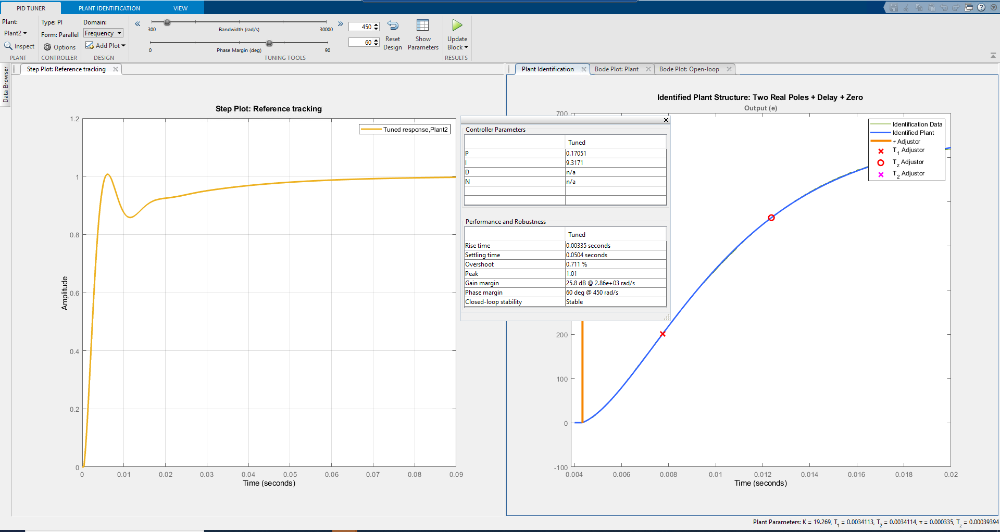 PID TUNER
PLANT IDENTIFICATION
VIEW
Plant:
Plant2
Inspect
PLANT
Type: PI
Form: Parallel
Options
CONTROLLER
Domain:
Frequency
Add Plot
DESIGN
300
Bandwidth (rad/s)
30000
0
Phase Margin (deg)
90
450
60
Reset Design
Show Parameters
TUNING TOOLS
Update Block
RESULTS
Data Browser
Step Plot: Reference tracking
Plant Identification
Bode Plot: Plant
Bode Plot: Open-loop
Step Plot: Reference tracking
Tuned response,Plant2
1.2
1
0.8
0.6
0.4
0.2
0
Amplitude
0 0.01 0.02 0.03 0.04 0.05 0.06 0.07 0.08 0.09
Time (seconds)
Controller Parameters
Tuned
P 0.17051
I 9.3171
D n/a
N n/a
Performance and Robustness
Tuned
Rise time 0.00335 seconds
Settling time 0.0504 seconds
Overshoot 0.711 %
Peak 1.01
Gain margin 25.8 dB @ 2.86e+03 rad/s
Phase margin 60 deg @ 450 rad/s
Closed-loop stability Stable
Identified Plant Structure: Two Real Poles + Delay + Zero
Output (e)
Identification Data
Identified Plant
τ Adjustor
T1 Adjustor
Tz Adjustor
T2 Adjustor
700
200
100
0
-100
0.004 0.006 0.008 0.01 0.012 0.014 0.016 0.018 0.02
Time (seconds)
Plant Parameters: K = 19.269, T1 = 0.0034113, T2 = 0.0034114, τ = 0.000335, Tz = 0.00039394